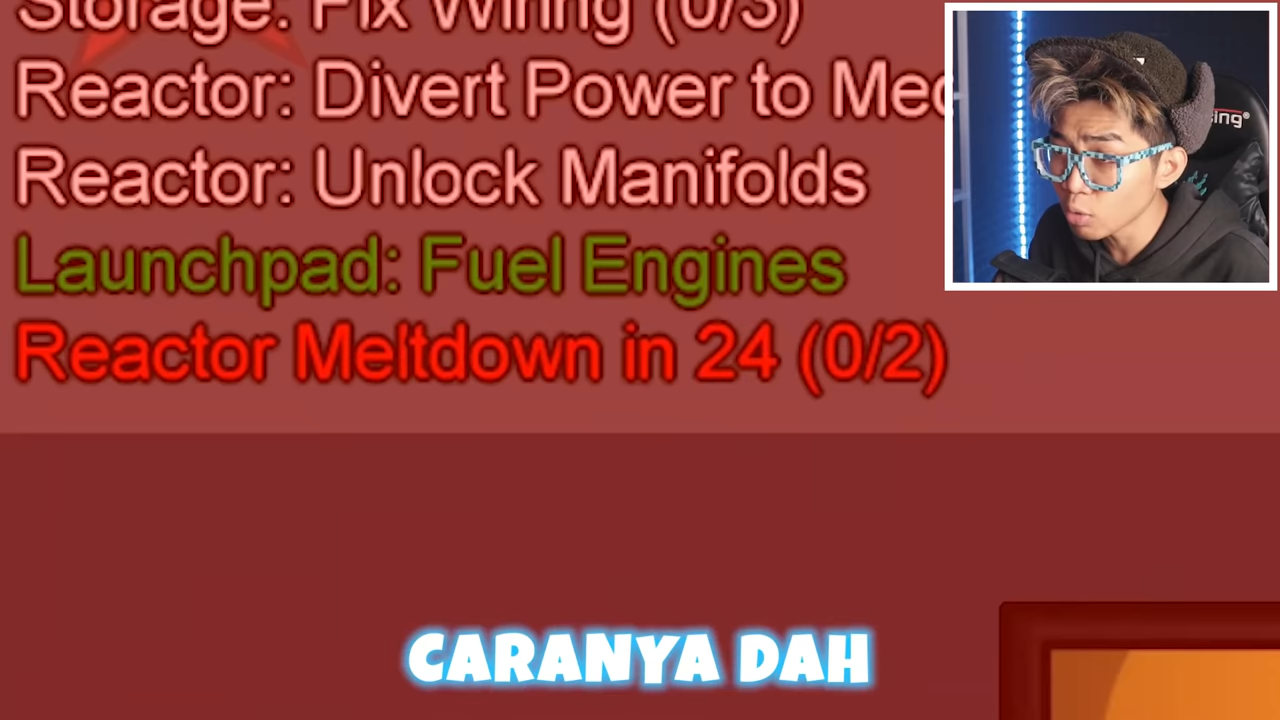 Storage: Fix Wiring (0/3)
Reactor: Divert Power to
Reactor: Unlock Manifolds
Launchpad: Fuel Engines
Reactor Meltdown in 24 (0/2)
CARANYA DAH